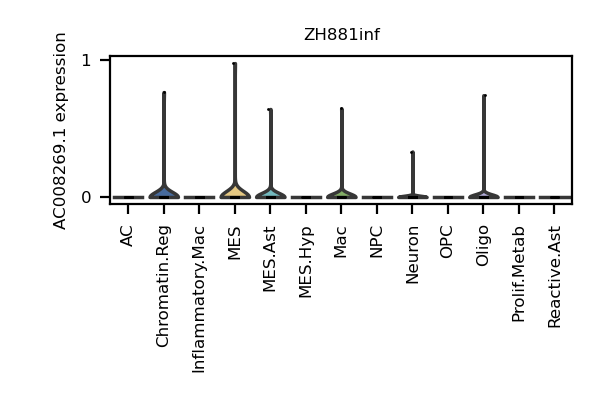 ZH881inf
AC008269.1 expression
1
0
AC
Chromatin.Reg
Inflammatory.Mac
MES
MES.Ast
MES.Hyp
Mac
NPC
Neuron
OPC
Oligo
Prolif.Metab
Reactive.Ast